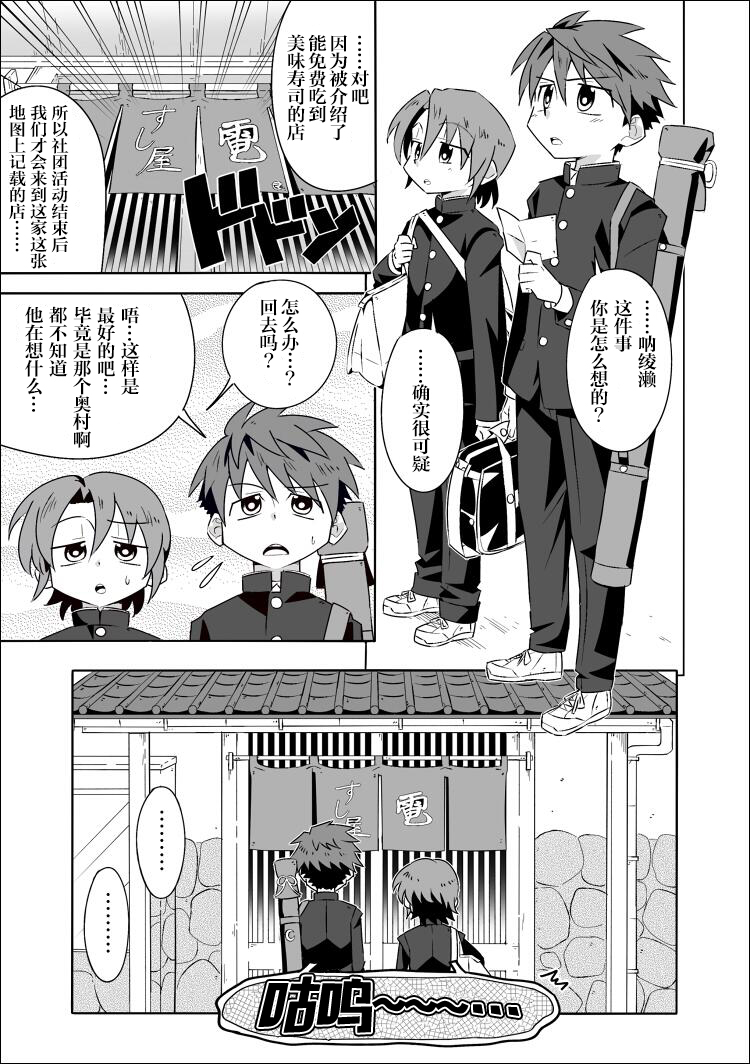 ……呐绫濑
这件事
你是怎么想的？
……确实很可疑
……对吧
因为被介绍了
能免费吃到
美味寿司的店
電
すし屋
ドドン
所以社团活动结束后
我们才会来到这家这张
地图上记载的店……
怎么办…？
回去吗？
唔…这样是
最好的吧…
毕竟是那个奥村啊
都不知道
他在想什么…
電
すし屋
………
………
咕呜~~~…